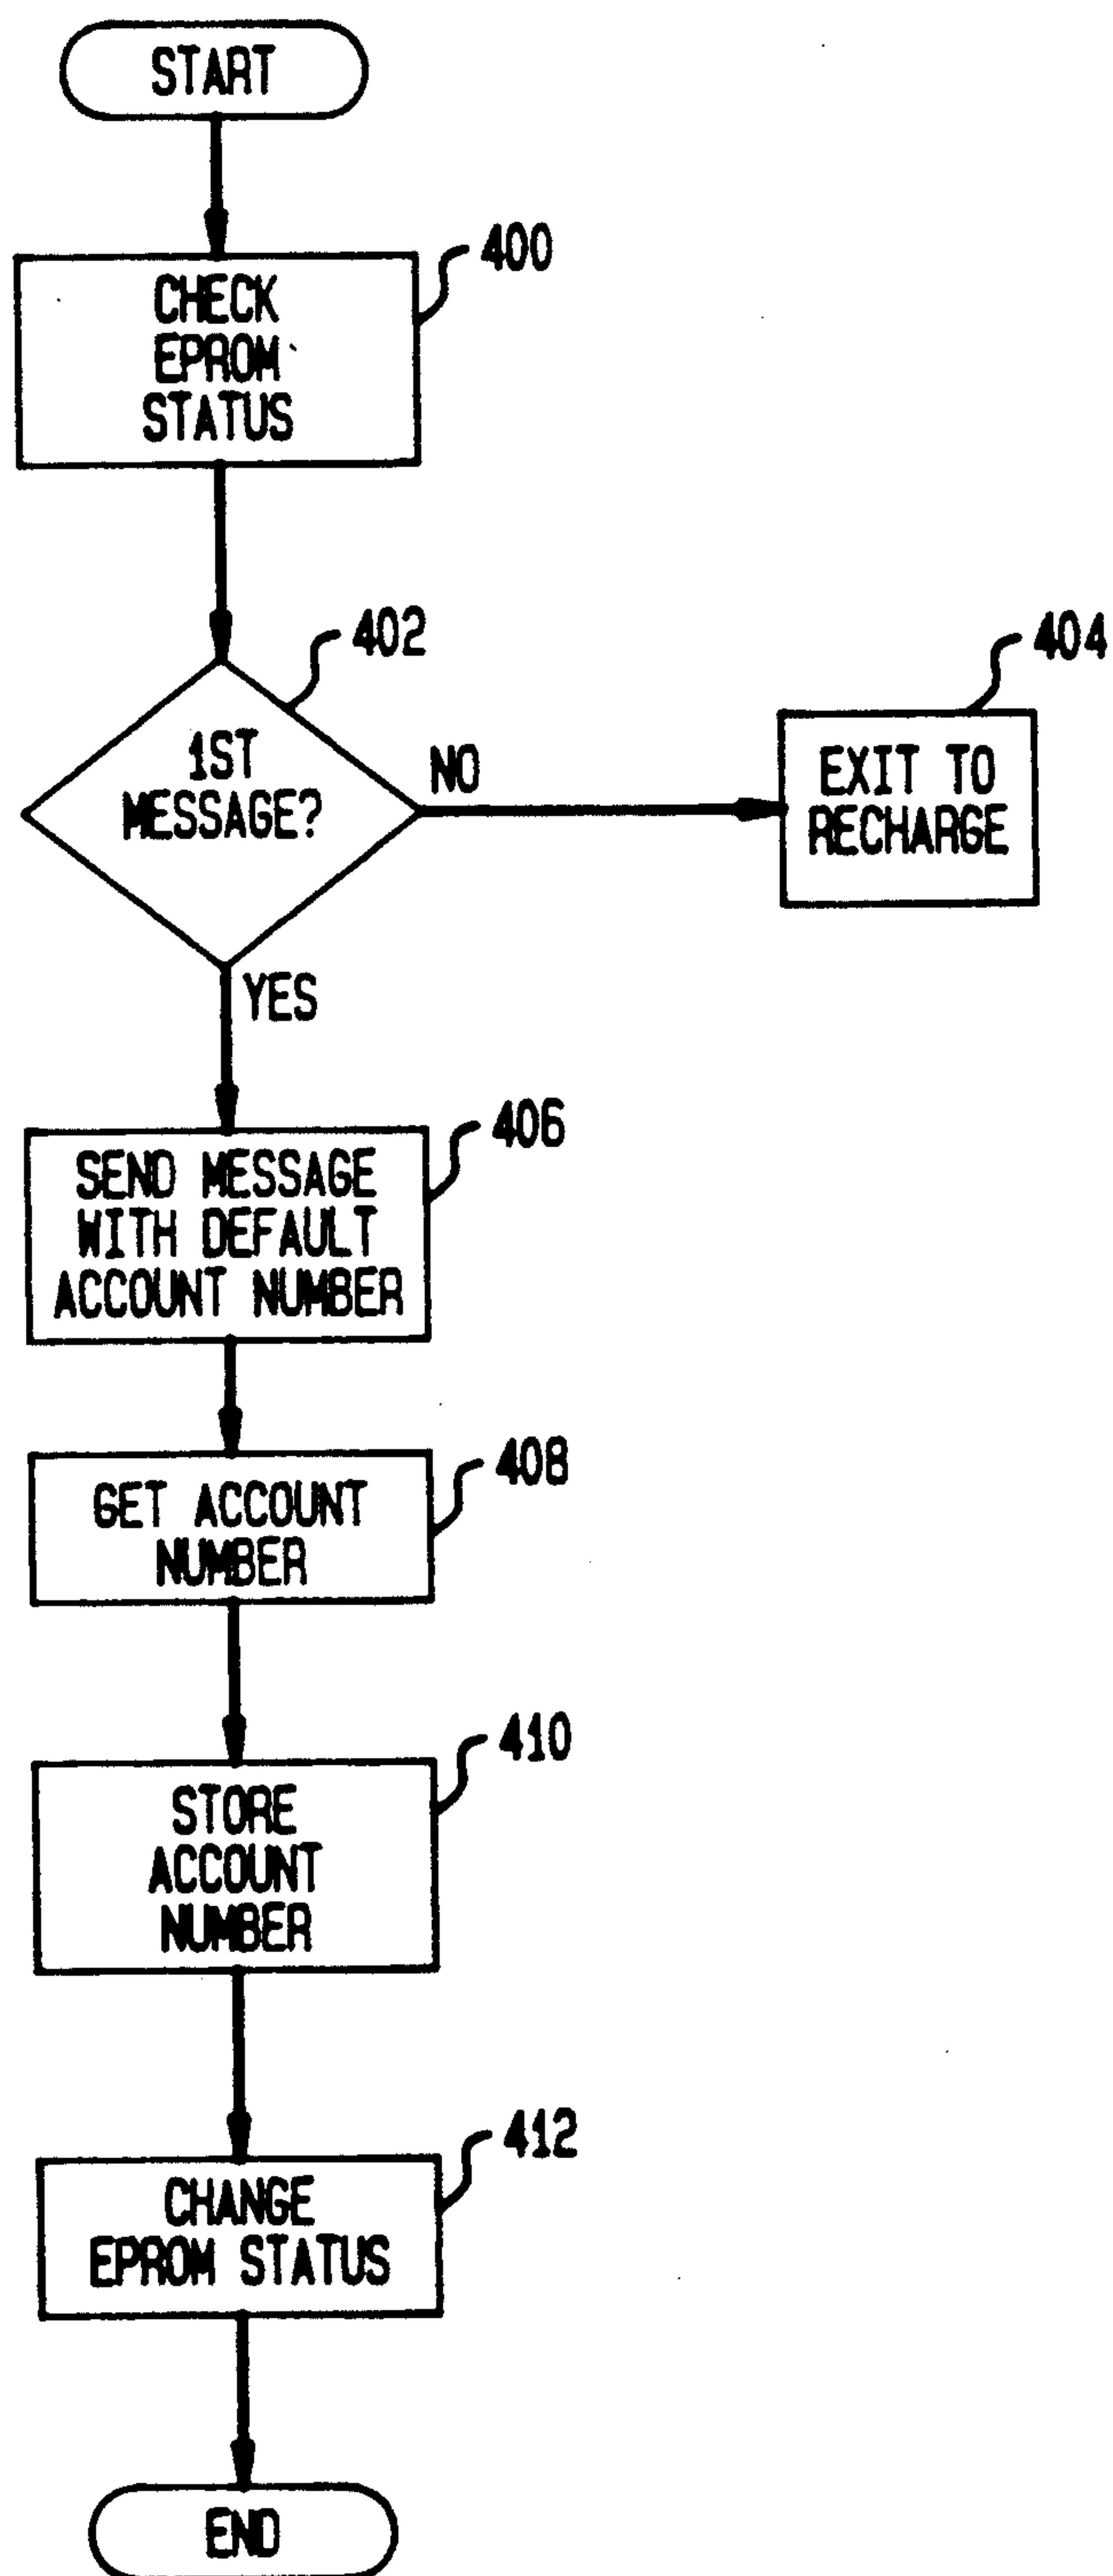 START
400
CHECK
EPROM
STATUS
402
1ST
MESSAGE?
NO
404
EXIT TO
RECHARGE
YES
406
SEND MESSAGE
WITH DEFAULT
ACCOUNT NUMBER
408
GET ACCOUNT
NUMBER
410
STORE
ACCOUNT
NUMBER
412
CHANGE
EPROM STATUS
END